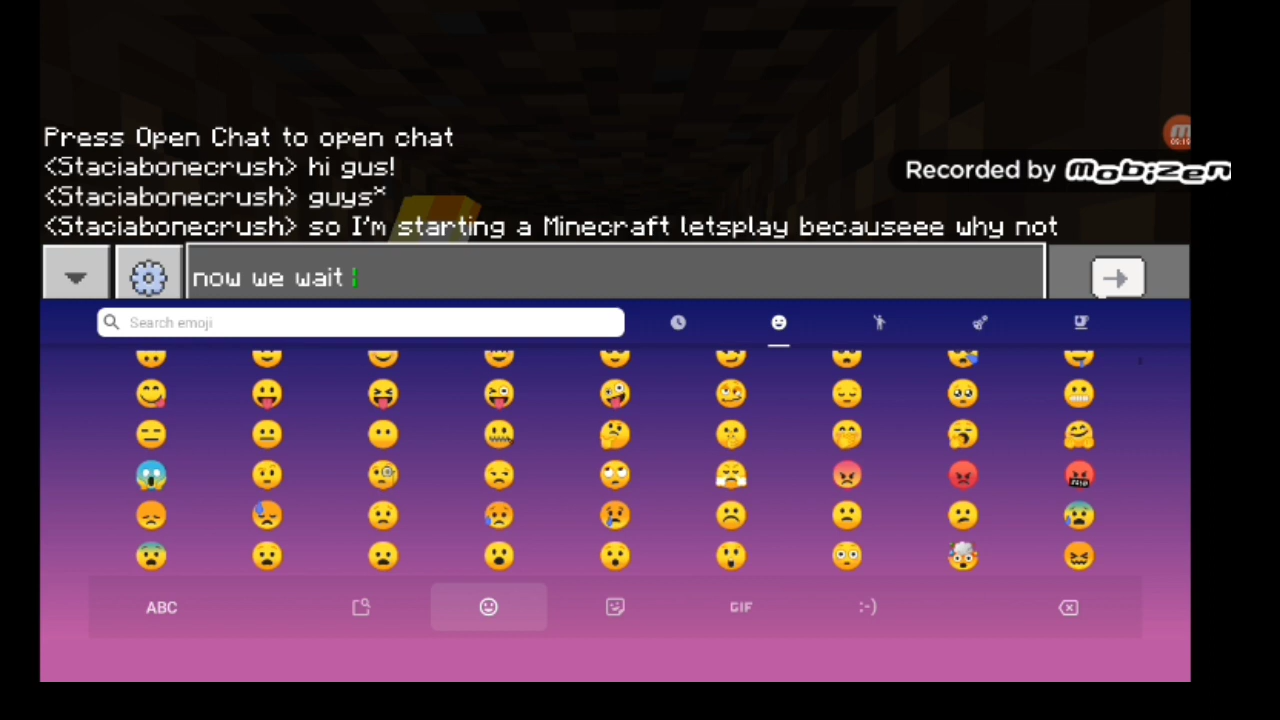 Press Open Chat to open chat
<Staciabonecrush> hi gus!
Recorded by mobizen
<Staciabonecrush> guys*
<Staciabonecrush> so I'm starting a Minecraft letsplay becauseee why not
now we wait
Search emoji
ABC
GIF
:-)